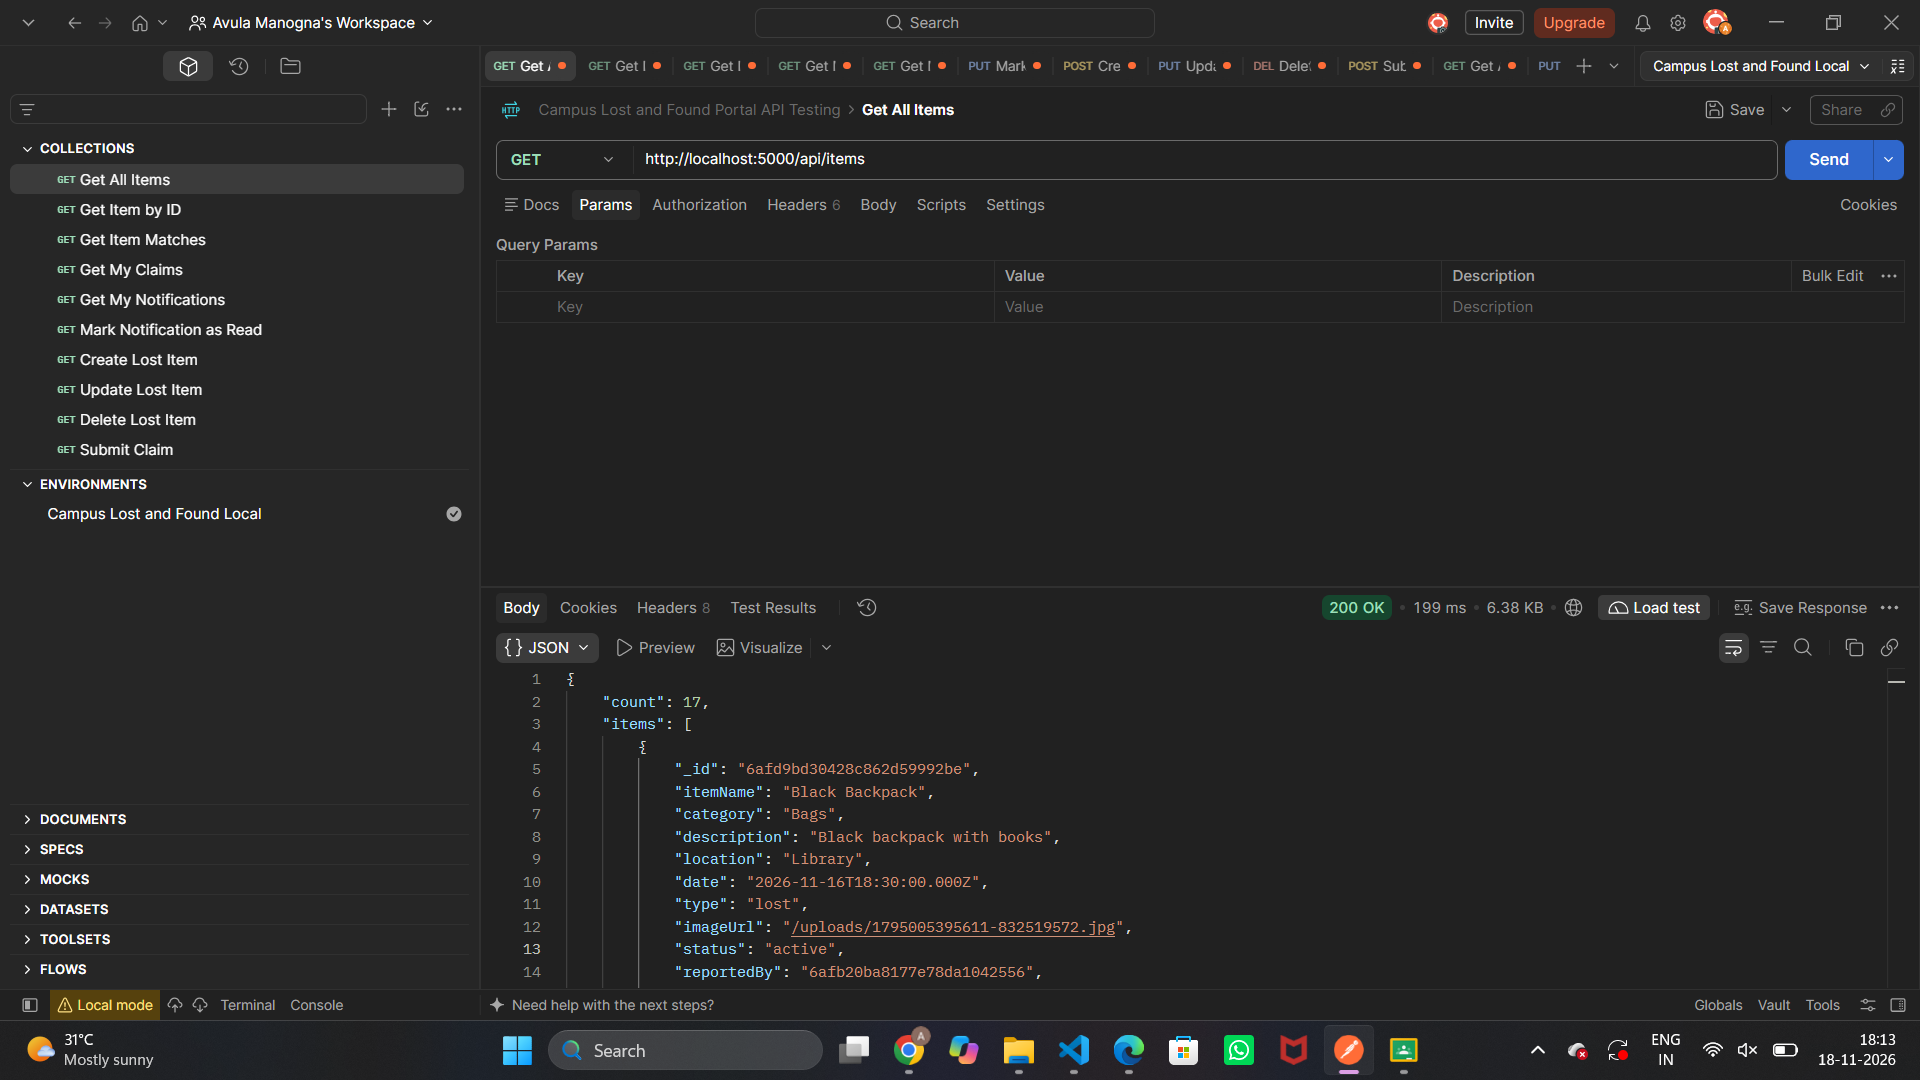 Avula Manogna's Workspace
Search
Invite
Upgrade
GET Get A
GET Get I
GET Get I
GET Get M
GET Get M
PUT Mark
POST Cre
PUT Upda
DEL Delet
POST Sub
GET Get A
PUT
Campus Lost and Found Local
HTTP
Campus Lost and Found Portal API Testing > Get All Items
Save
Share
COLLECTIONS
GET Get All Items
GET Get Item by ID
GET Get Item Matches
GET Get My Claims
GET Get My Notifications
GET Mark Notification as Read
GET Create Lost Item
GET Update Lost Item
GET Delete Lost Item
GET Submit Claim
ENVIRONMENTS
Campus Lost and Found Local
DOCUMENTS
SPECS
MOCKS
DATASETS
TOOLSETS
FLOWS
GET
http://localhost:5000/api/items
Send
Docs Params Authorization Headers 6 Body Scripts Settings
Cookies
Query Params
Key Value Description Bulk Edit
Key Value Description
Body Cookies Headers 8 Test Results
200 OK • 199 ms • 6.38 KB
Load test
e.g. Save Response
{} JSON
Preview
Visualize
1 {
2 "count": 17,
3 "items": [
4 {
5 "_id": "6afd9bd30428c862d59992be",
6 "itemName": "Black Backpack",
7 "category": "Bags",
8 "description": "Black backpack with books",
9 "location": "Library",
10 "date": "2026-11-16T18:30:00.000Z",
11 "type": "lost",
12 "imageUrl": "/uploads/1795005395611-832519572.jpg",
13 "status": "active",
14 "reportedBy": "6afb20ba8177e78da1042556",
Local mode
Terminal
Console
Need help with the next steps?
Globals
Vault
Tools
31°C
Mostly sunny
Search
A
ENG
IN
18:13
18-11-2026